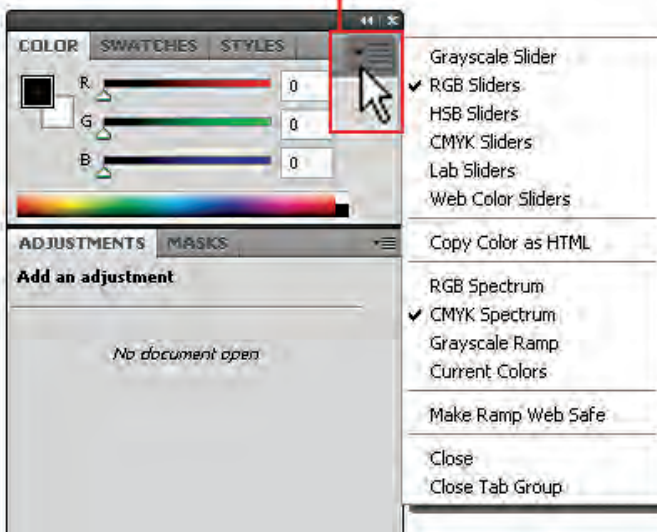 COLOR SWATCHES STYLES
R 0
G 0
B 0
ADJUSTMENTS MASKS
Add an adjustment
No document open
Grayscale Slider
RGB Sliders
HSB Sliders
CMYK Sliders
Lab Sliders
Web Color Sliders
Copy Color as HTML
RGB Spectrum
CMYK Spectrum
Grayscale Ramp
Current Colors
Make Ramp Web Safe
Close
Close Tab Group